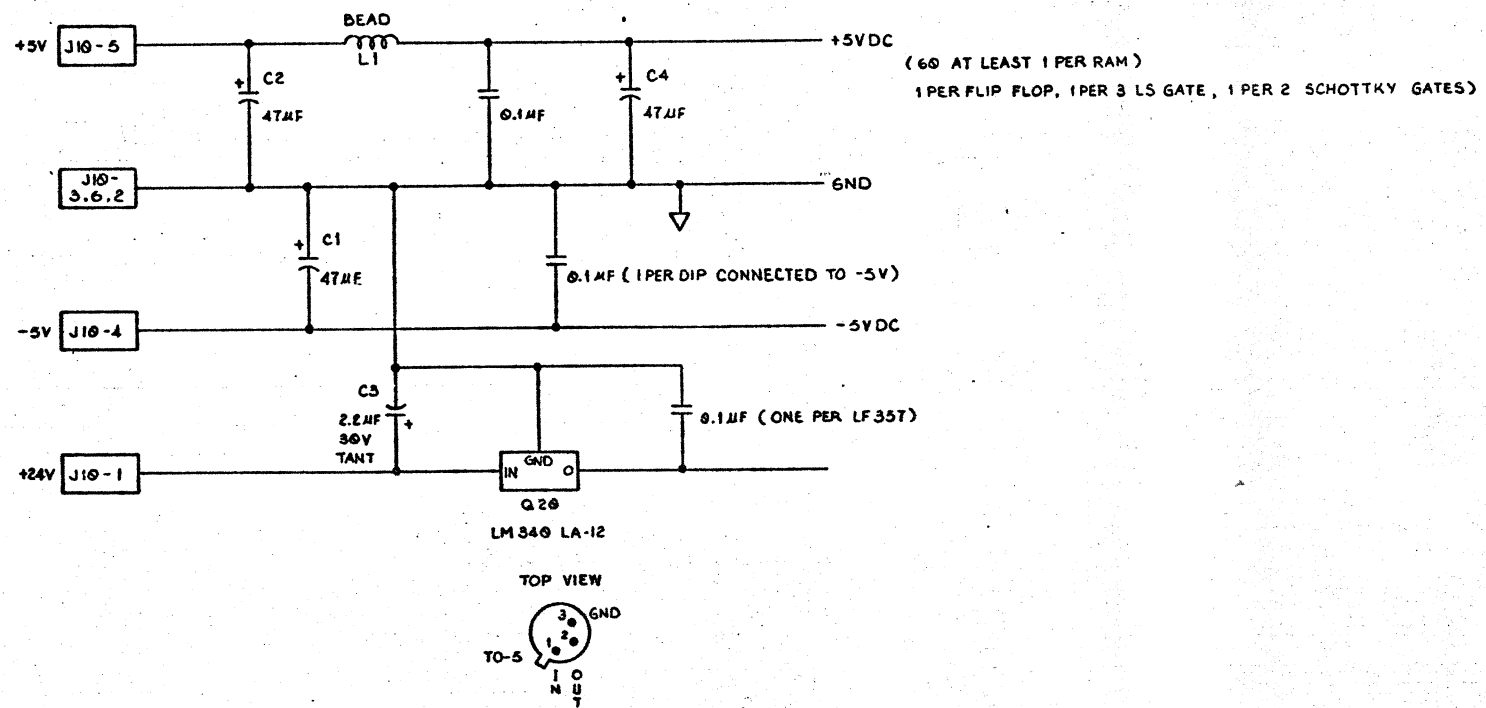 BEAD
+5V J10-5 L1 +5VDC
(60 AT LEAST 1 PER RAM)
1 PER FLIP FLOP, 1 PER 3 LS GATE, 1 PER 2 SCHOTTKY GATES)
+ C2
47µF
0.1µF
+ C4
47µF
J10-
3.6.2
GND
+ C1
47µF
0.1µF (1 PER DIP CONNECTED TO -5V)
-5V J10-4 -5VDC
C3
2.2µF
30V
TANT
+
0.1µF (ONE PER LF357)
+24V J10-1
IN GND O
Q20
LM340 LA-12
TOP VIEW
3 GND
1 2
TO-5
IN OUT